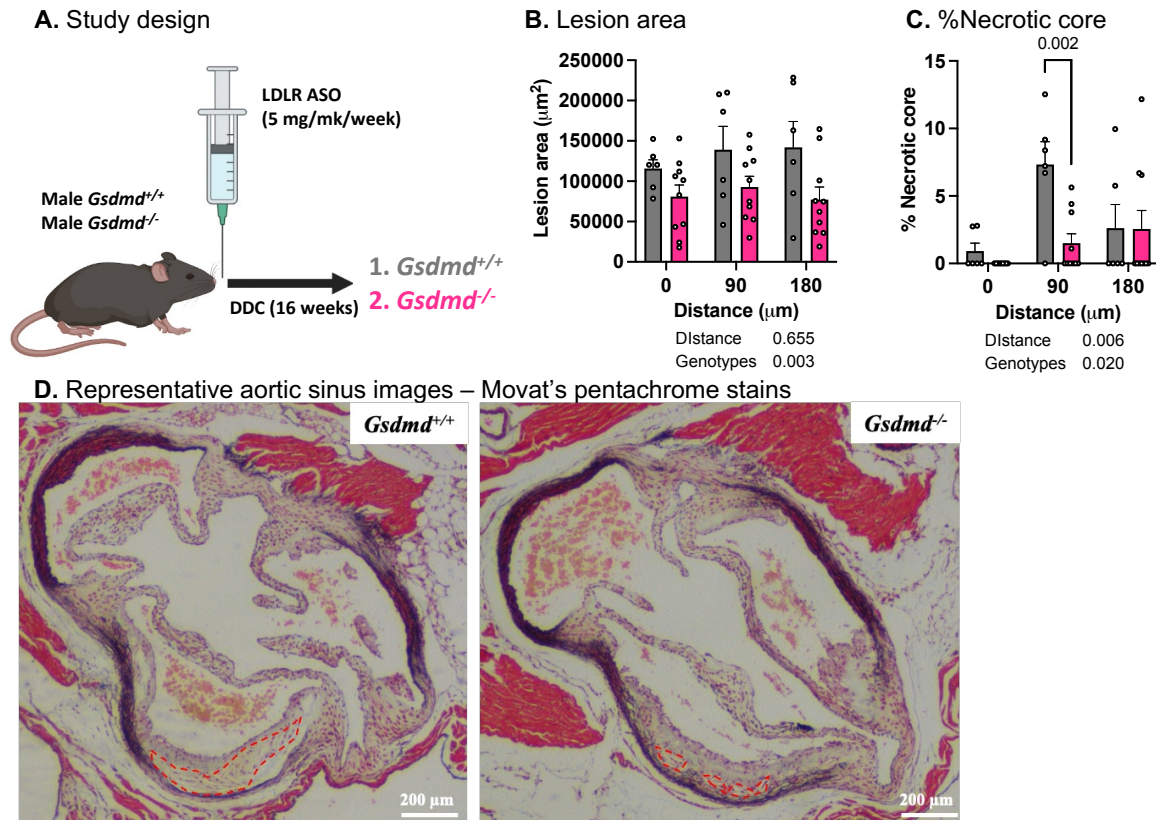 A. Study design
LDLR ASO
(5 mg/mk/week)
Male Gsdmd+/+
Male Gsdmd-/-
DDC (16 weeks)
1. Gsdmd+/+
2. Gsdmd-/-
B. Lesion area
Lesion area (μm2)
250000
200000
150000
100000
50000
0
0 90 180
Distance (μm)
DIstance 0.655
Genotypes 0.003
C. %Necrotic core
0.002
% Necrotic core
15
10
5
0
0 90 180
Distance (μm)
DIstance 0.006
Genotypes 0.020
D. Representative aortic sinus images – Movat's pentachrome stains
Gsdmd+/+
200 μm
Gsdmd-/-
200 μm